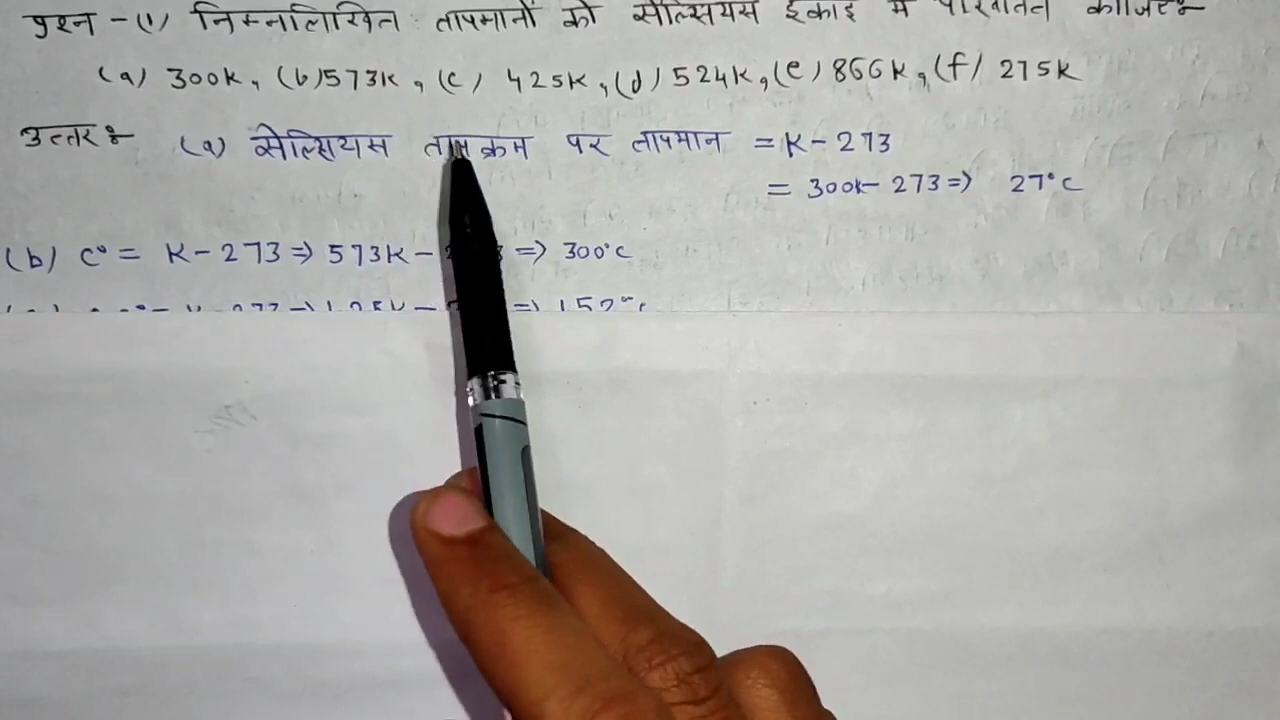 प्रश्न -(1) निम्नलिखित तापमानों को सेल्सियस इकाई में परिवर्तित कीजिए:-
(a) 300K, (b) 573K, (c) 425K, (d) 524K, (e) 866K, (f) 275K
उत्तर:- (a) सेल्सियस तापक्रम पर तापमान = K - 273
= 300K - 273 => 27°C
(b) C° = K - 273 => 573K - => 300°C